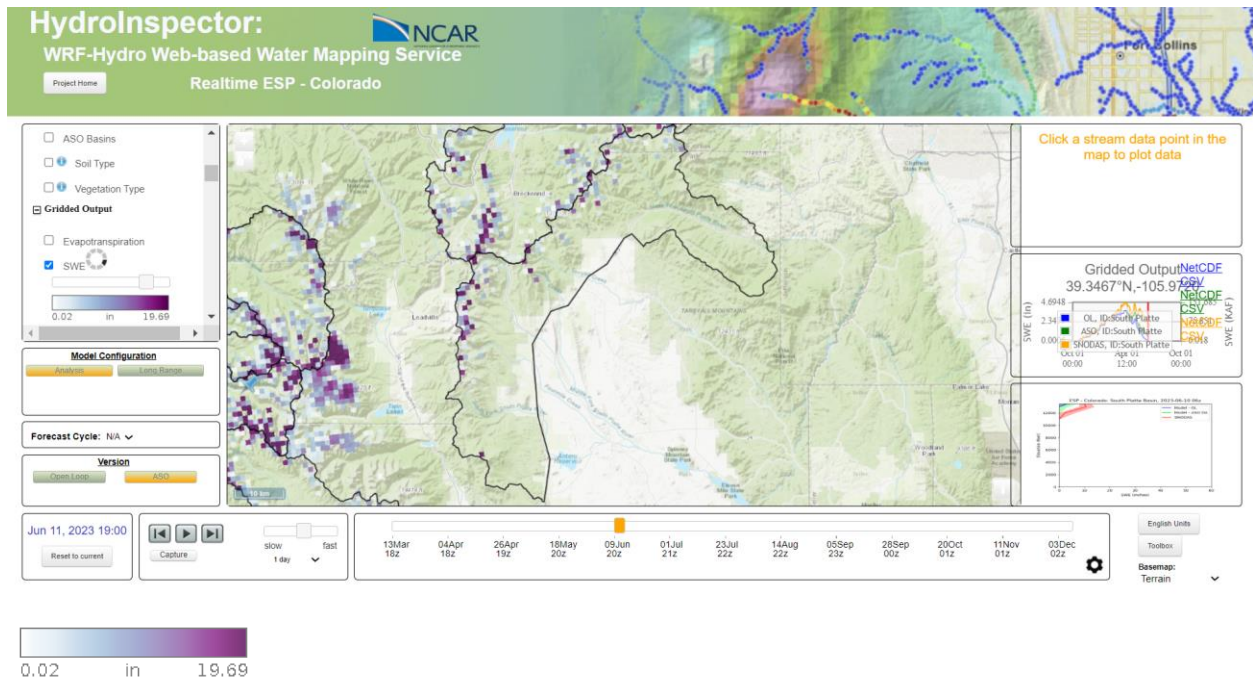 HydroInspector:
NCAR
WRF-Hydro Web-based Water Mapping Service
Project Home
Realtime ESP - Colorado
ASO Basins
Soil Type
Vegetation Type
Gridded Output
Evapotranspiration
SWE
0.02 in 19.69
Model Configuration
Analysis Long Range
Forecast Cycle: N/A
Version
Open Loop ASO
Breckenridge
Leadville
10 km
Click a stream data point in the
map to plot data
Gridded Output
39.3467°N,-105.97
NetCDF
CSV
NetCDF
CSV
NetCDF
CSV
SWE (In)
4.6948
2.34
0.000
SWE (KAF)
OL, ID:South Platte
ASO, ID:South Platte
SNODAS, ID:South Platte
Oct 01 Apr 01 Oct 01
00:00 12:00 00:00
Jun 11, 2023 19:00
Reset to current
Capture
slow fast
1 day
13Mar 04Apr 26Apr 18May 09Jun 01Jul 23Jul 14Aug 05Sep 28Sep 20Oct 11Nov 03Dec
18z 18z 19z 20z 20z 21z 22z 22z 23z 00z 01z 01z 02z
English Units
Toolbox
Basemap:
Terrain
0.02 in 19.69